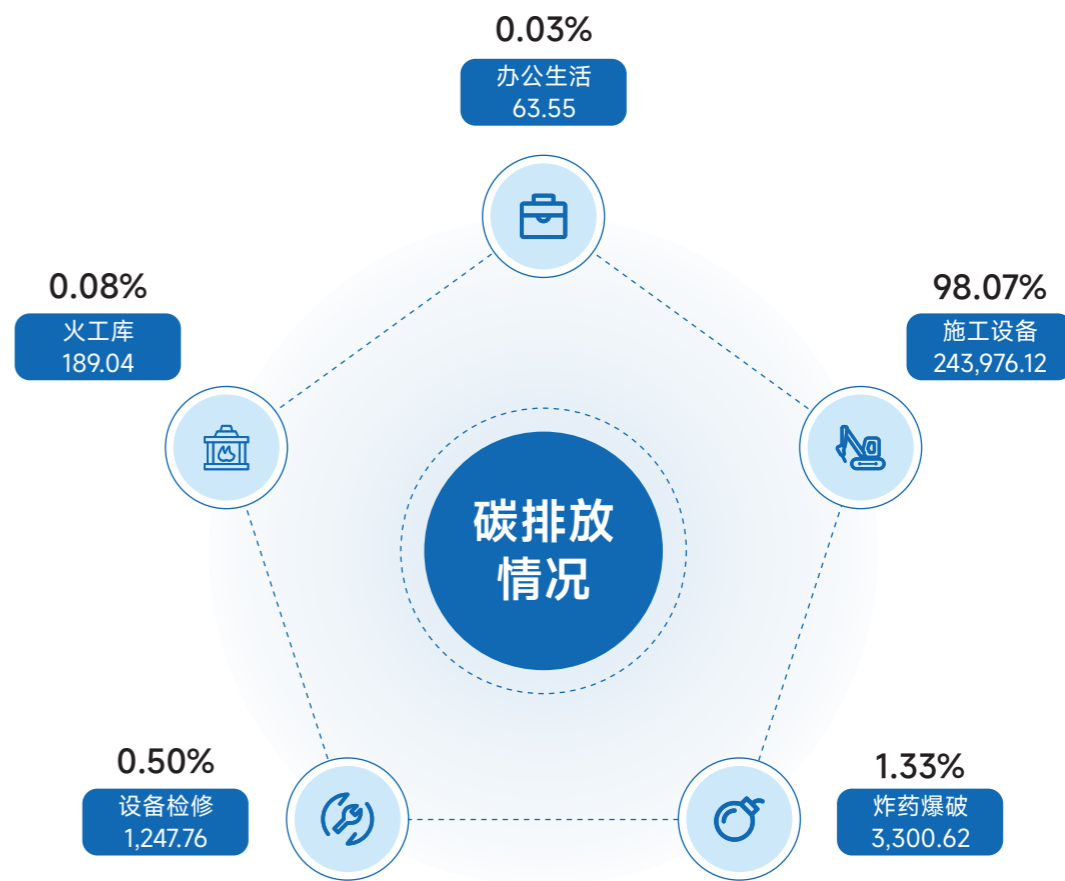 0.03%
办公生活
63.55
0.08%
火工库
189.04
98.07%
施工设备
243,976.12
碳排放
情况
0.50%
设备检修
1,247.76
1.33%
炸药爆破
3,300.62